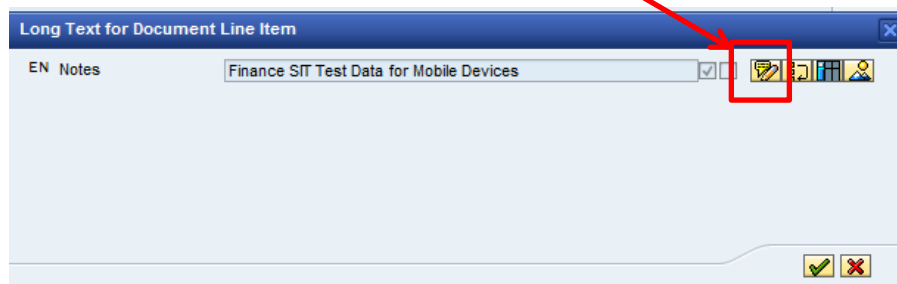 Long Text for Document Line Item
EN Notes Finance SIT Test Data for Mobile Devices